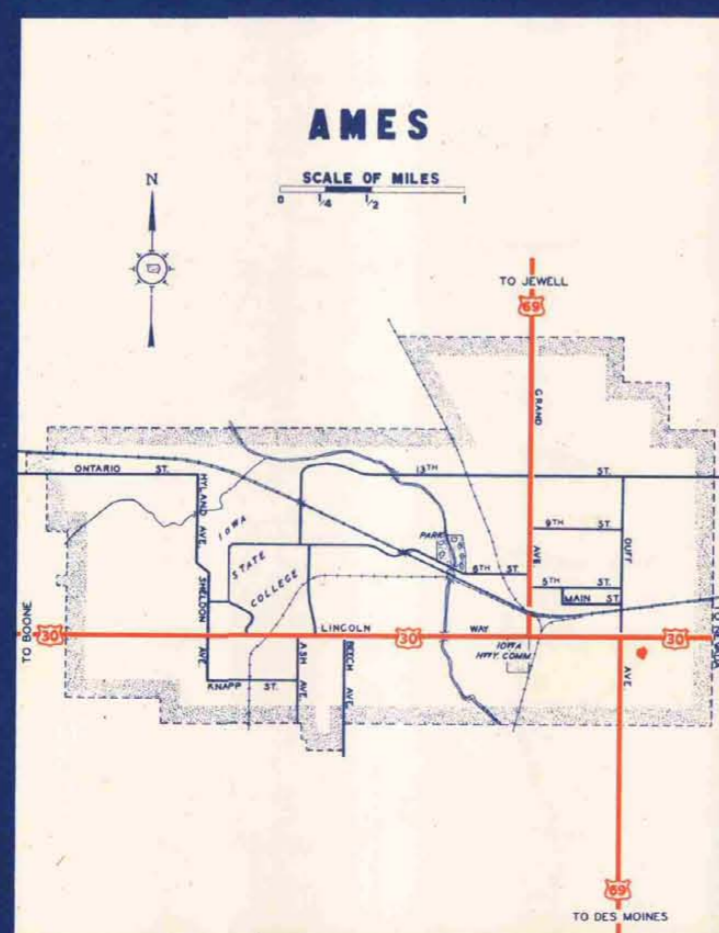 AMES
N
SCALE OF MILES
0 1/4 1/2 1
TO JEWELL
69
GRAND
AVE.
ONTARIO ST.
13TH ST.
HYLAND AVE.
IOWA
STATE
COLLEGE
PARK
9TH ST.
DUFF
AVE.
6TH ST.
5TH ST.
MAIN ST.
SHELDON AVE.
TO BOONE
30
LINCOLN WAY
30
30
IOWA
HWY. COMM.
KNAPP ST.
ASH AVE.
BEECH AVE.
69
TO DES MOINES